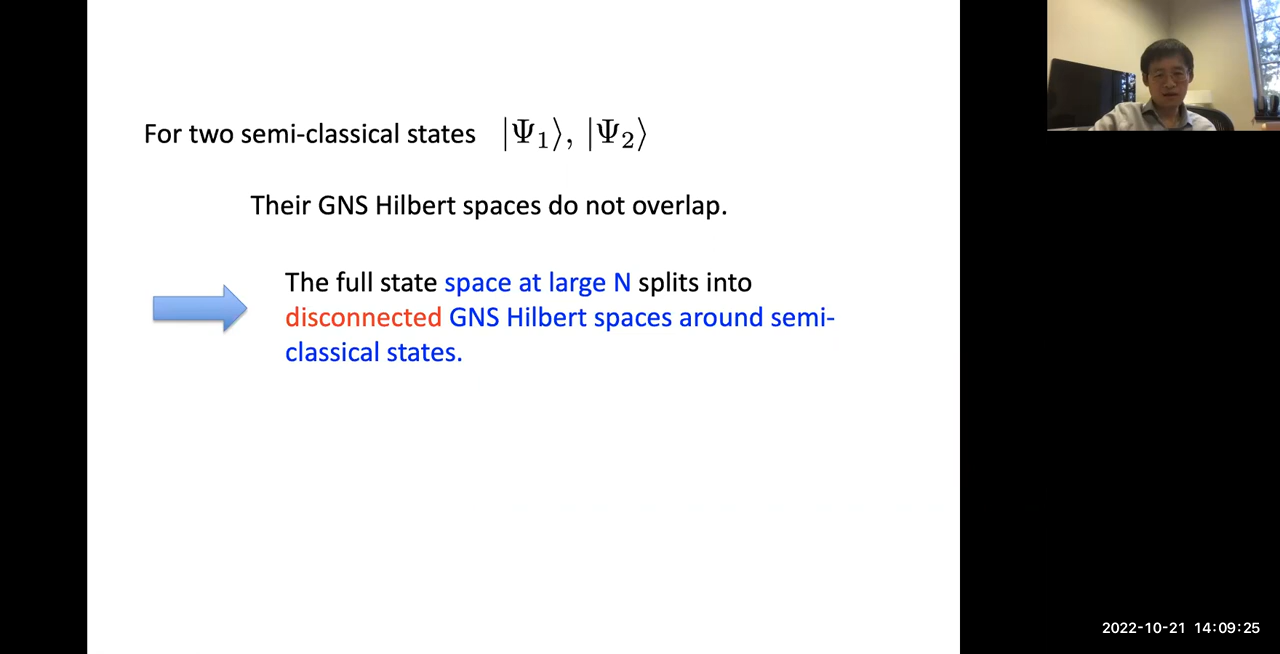 For two semi-classical states |Ψ₁⟩, |Ψ₂⟩
Their GNS Hilbert spaces do not overlap.
The full state space at large N splits into
disconnected GNS Hilbert spaces around semi-
classical states.
2022-10-21 14:09:25